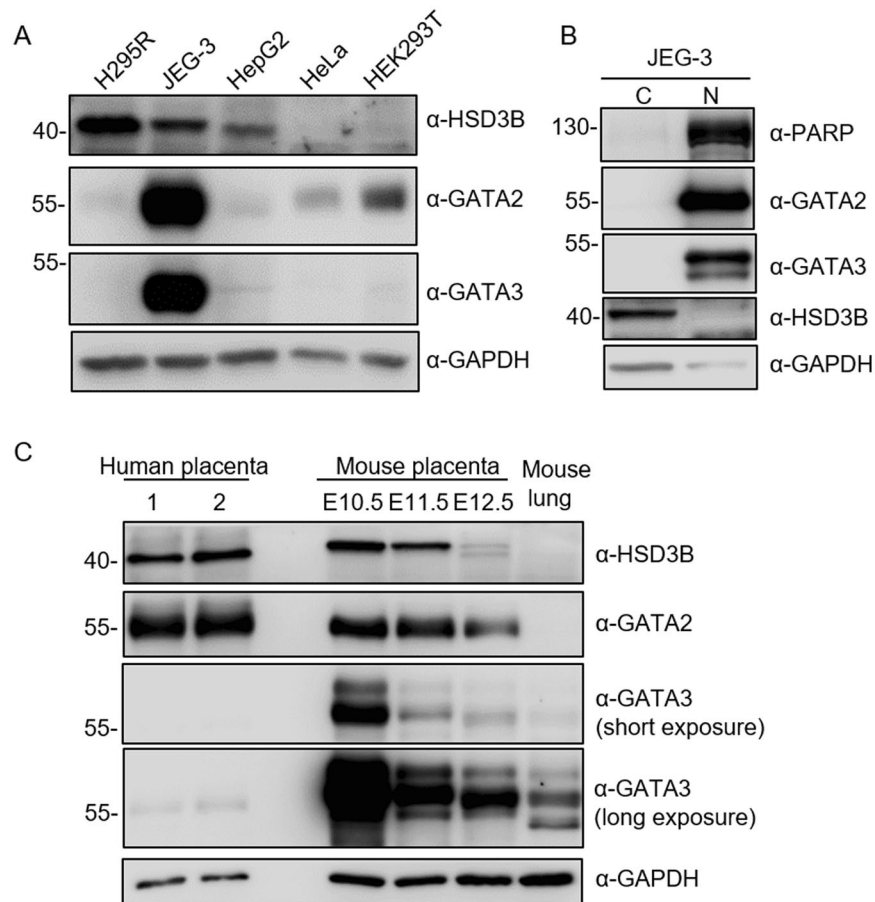 A
H295R JEG-3 HepG2 HeLa HEK293T
40- α-HSD3B
55- α-GATA2
55- α-GATA3
α-GAPDH
B
JEG-3
C N
130- α-PARP
55- α-GATA2
55- α-GATA3
40- α-HSD3B
α-GAPDH
C
Human placenta Mouse placenta Mouse
1 2 E10.5 E11.5 E12.5 lung
40- α-HSD3B
55- α-GATA2
α-GATA3
55- (short exposure)
α-GATA3
55- (long exposure)
α-GAPDH